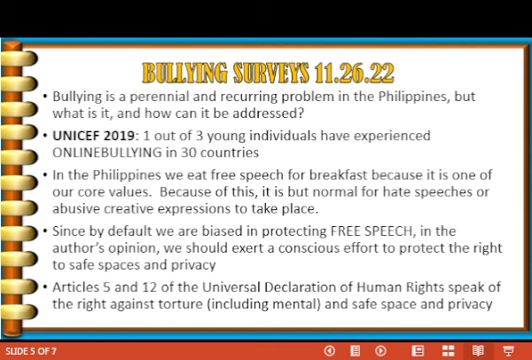 BULLYING SURVEYS 11.26.22
• Bullying is a perennial and recurring problem in the Philippines, but
what is it, and how can it be addressed?
• UNICEF 2019: 1 out of 3 young individuals have experienced
ONLINEBULLYING in 30 countries
• In the Philippines we eat free speech for breakfast because it is one of
our core values. Because of this, it is but normal for hate speeches or
abusive creative expressions to take place.
• Since by default we are biased in protecting FREE SPEECH, in the
author's opinion, we should exert a conscious effort to protect the right
to safe spaces and privacy
• Articles 5 and 12 of the Universal Declaration of Human Rights speak of
the right against torture (including mental) and safe space and privacy
SLIDE 5 OF 7